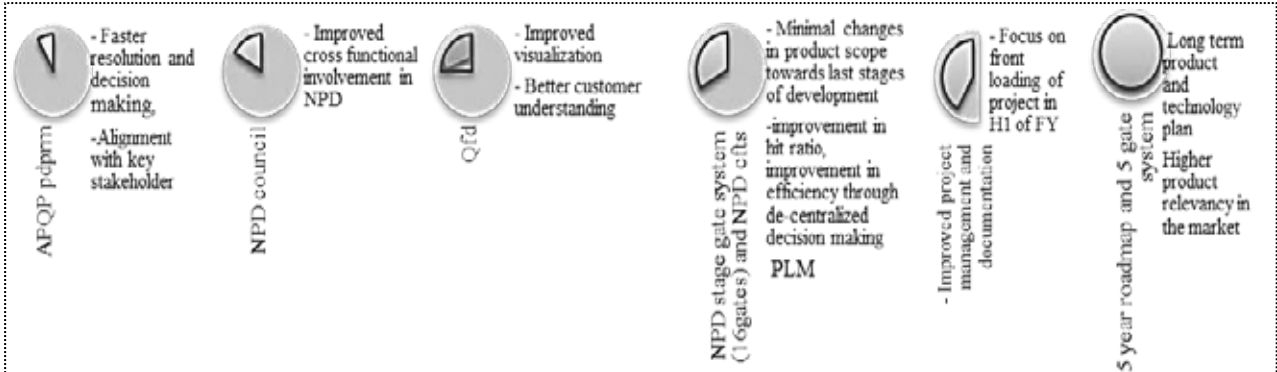 - Faster
resolution and
decision
making,
-Alignment
with key
stakeholder
APQP pdprm
- Improved
cross functional
involvement in
NPD
NPD council
- Improved
visualization
- Better customer
understanding
Qfd
- Minimal changes
in product scope
towards last stages
of development
-improvement in
hit ratio,
improvement in
efficiency through
de-centralized
decision making
PLM
NPD stage gate system
(16gates) and NPD cfts
- Focus on
front
loading of
project in
H1 of FY
- Improved project
management and
documentation
Long term
product
and
technology
plan
Higher
product
relevancy in
the market
5 year roadmap and 5 gate
system